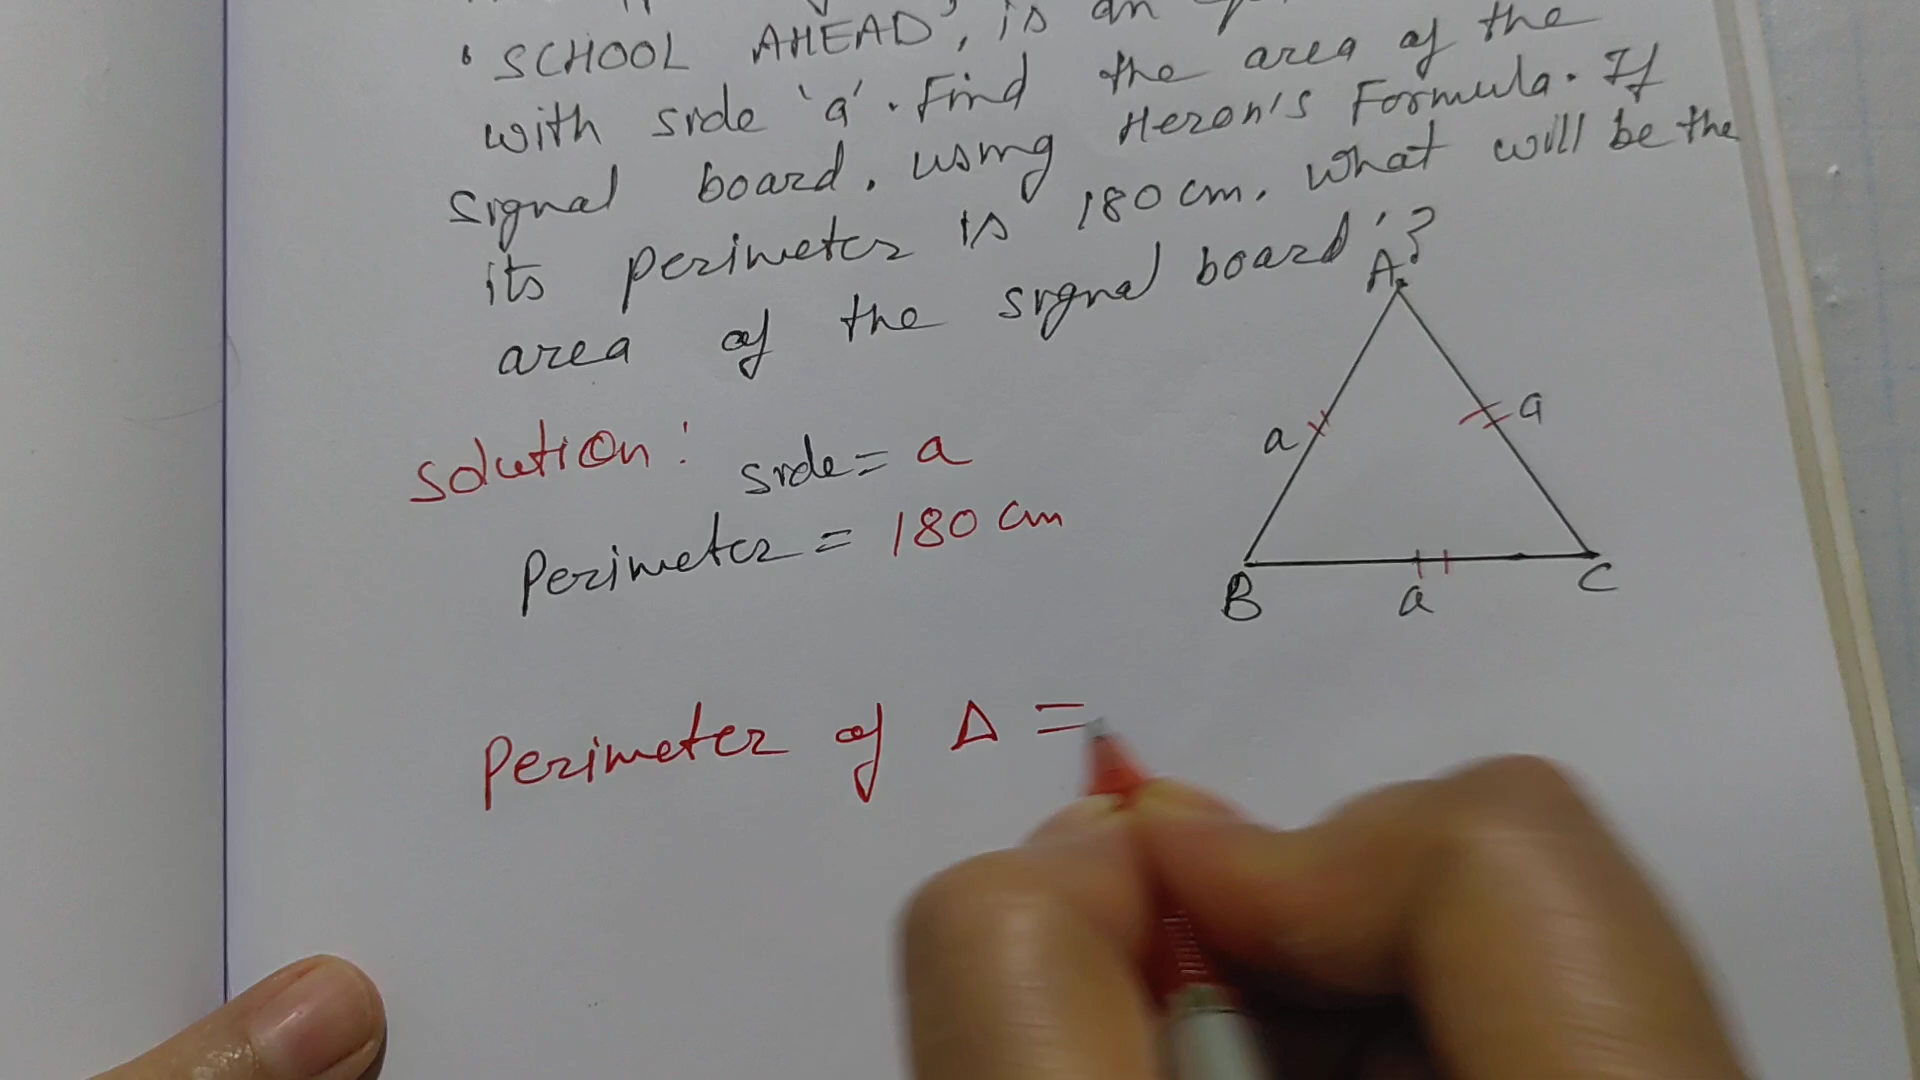 ' SCHOOL AHEAD', is an
with side 'a'. Find the area of the
signal board, using Heron's Formula. If
its perimeter is 180 cm, what will be the
area of the signal board'?
A
Solution: side = a
a
a
Perimeter = 180 cm
B
a
C
Perimeter of Δ =